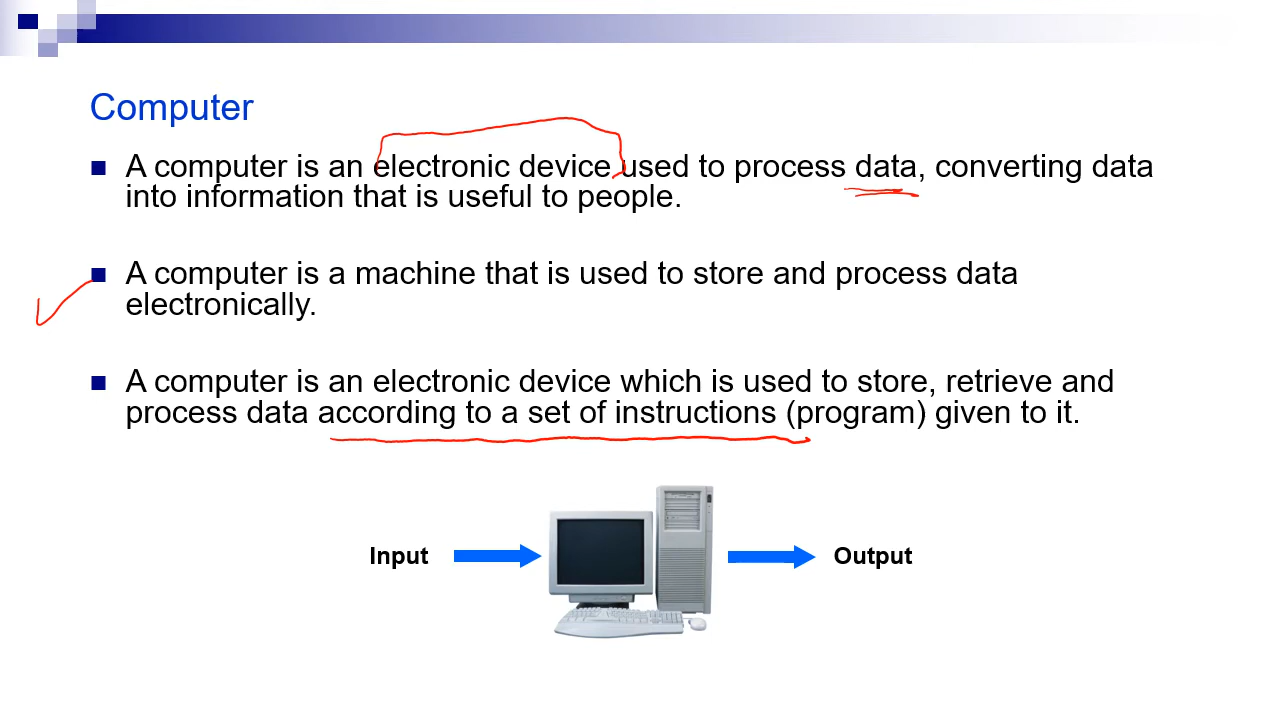 Computer
A computer is an electronic device used to process data, converting data
into information that is useful to people.
A computer is a machine that is used to store and process data
electronically.
A computer is an electronic device which is used to store, retrieve and
process data according to a set of instructions (program) given to it.
Input
Output